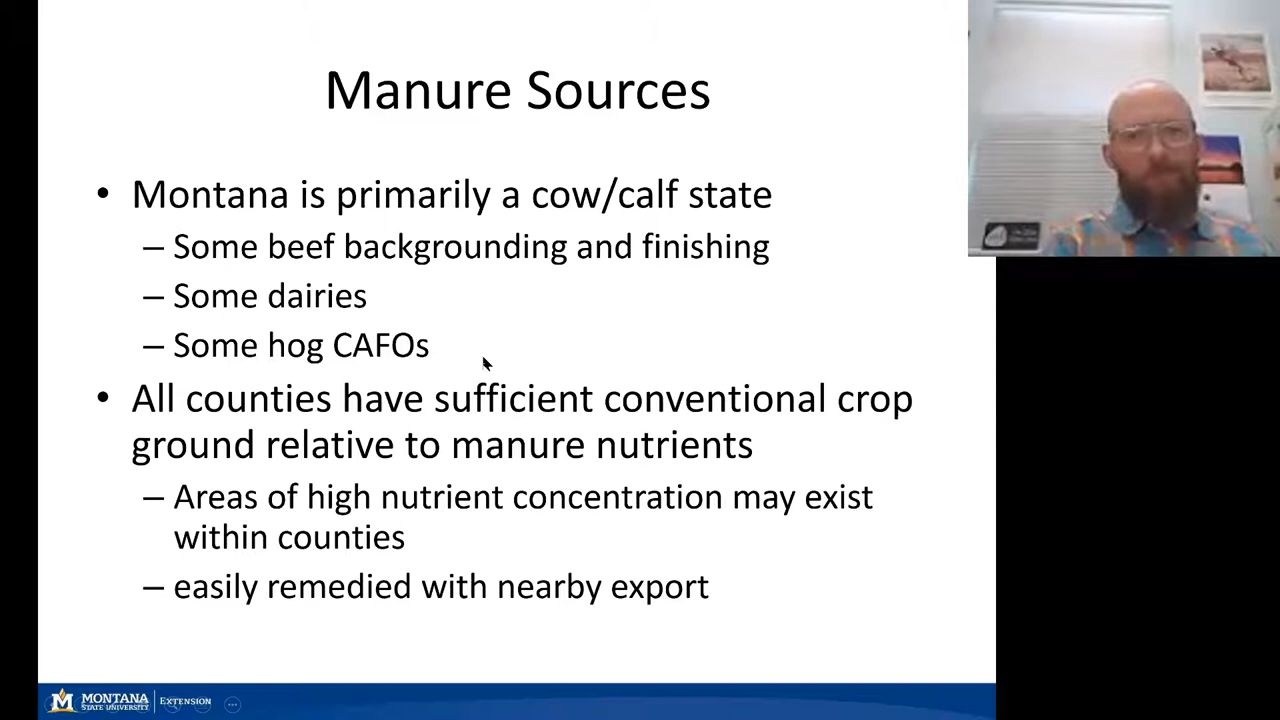 Manure Sources
• Montana is primarily a cow/calf state
– Some beef backgrounding and finishing
– Some dairies
– Some hog CAFOs
• All counties have sufficient conventional crop
ground relative to manure nutrients
– Areas of high nutrient concentration may exist
within counties
– easily remedied with nearby export
M MONTANA
STATE UNIVERSITY
EXTENSION